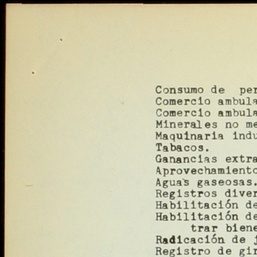 Consumo de per
Comercio ambula
Comercio ambula
Minerales no me
Maquinaria indu
Tabacos.
Ganancias extra
Aprovechamiento
Aguas gaseosas.
Registros diver
Habilitación de
Habilitación de
trar biene
Radicación de j
Registro de gir